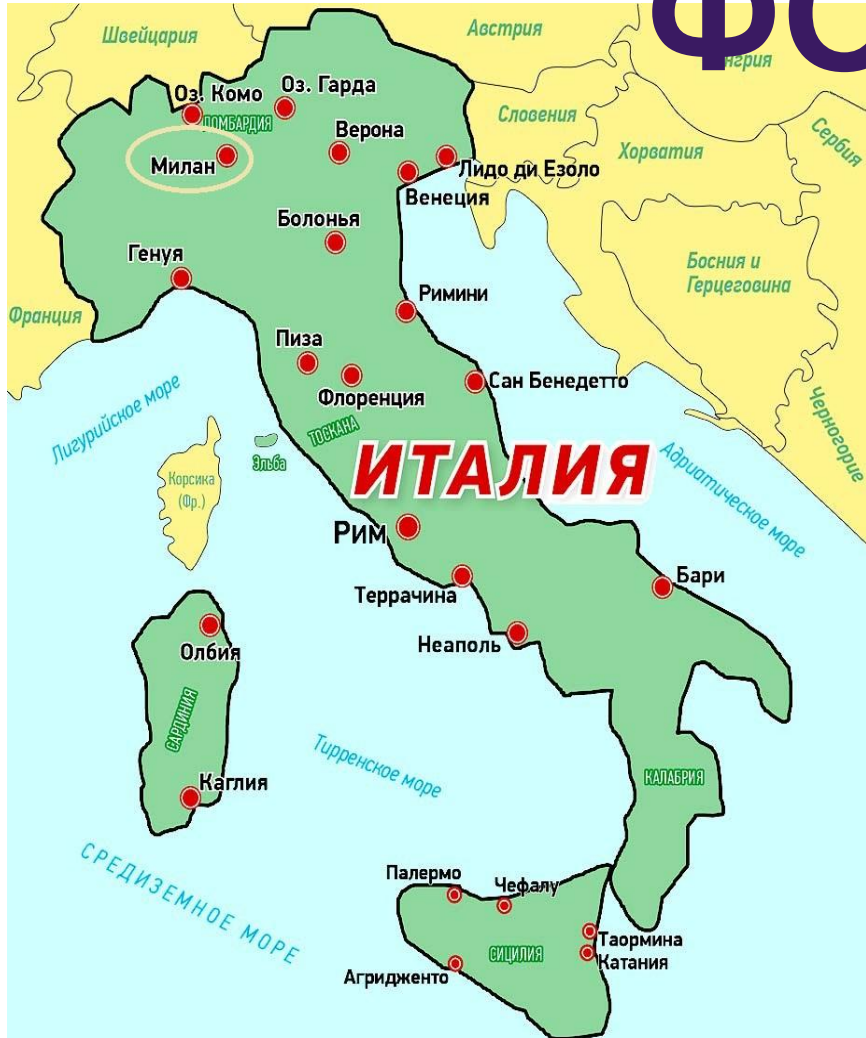 ФО
Швейцария
Австрия
Оз. Комо
Оз. Гарда
Словения
Сербия
ЛОМБАРДИЯ
Верона
Хорватия
Милан
Лидо ди Езоло
Венеция
Болонья
Генуя
Босния и
Герцеговина
Римини
Франция
Пиза
Сан Бенедетто
Флоренция
Лигурийское море
ТОСКАНА
Черногорие
Эльба
ИТАЛИЯ
Адриатическое море
Корсика
(Фр.)
Рим
Бари
Террачина
Неаполь
Олбия
САРДИНИЯ
Тирренское море
КАЛАБРИЯ
Каглия
СРЕДИЗЕМНОЕ МОРЕ
Палермо
Чефалу
Таормина
СИЦИЛИЯ
Катания
Агридженто